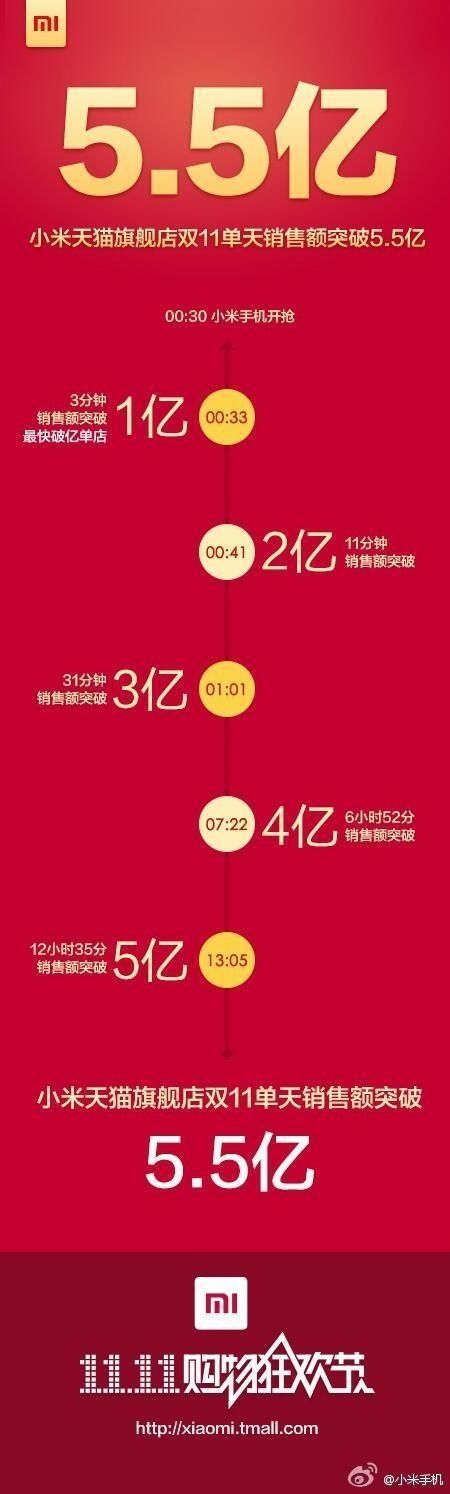 MI
5.5亿
小米天猫旗舰店双11单天销售额突破5.5亿
00:30 小米手机开抢
3分钟
销售额突破
最快破亿单店
1亿
00:33
00:41
2亿
11分钟
销售额突破
31分钟
销售额突破
3亿
01:01
07:22
4亿
6小时52分
销售额突破
12小时35分
销售额突破
5亿
13:05
小米天猫旗舰店双11单天销售额突破
5.5亿
MI
11.11购物狂欢节
http://xiaomi.tmall.com
@小米手机